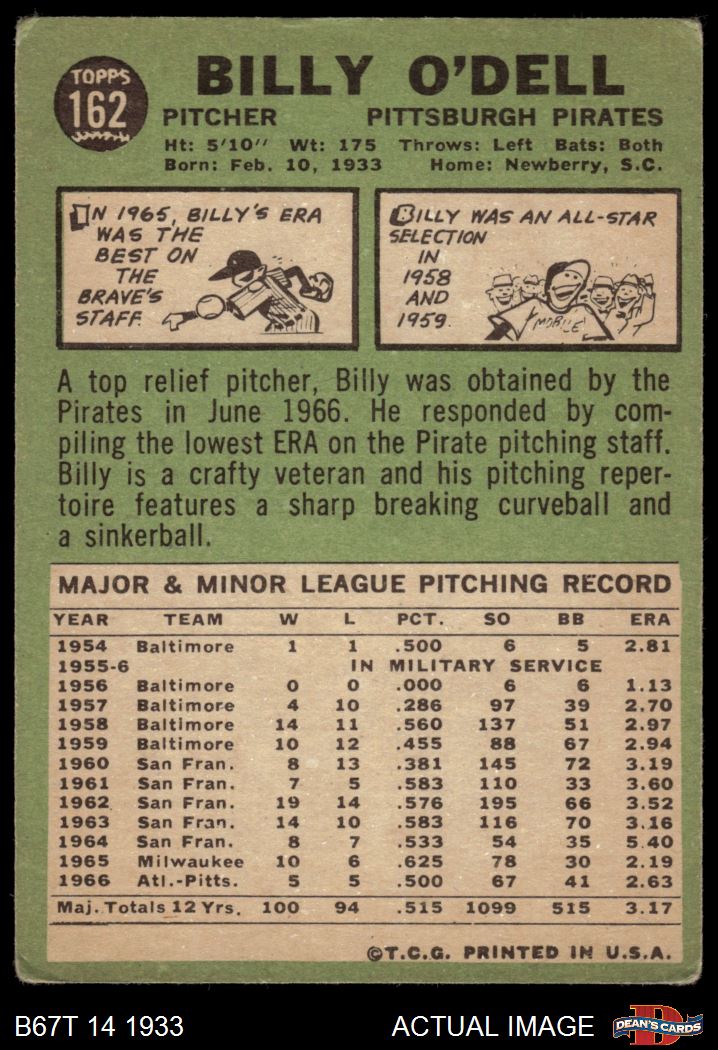 TOPPS
162
BILLY O'DELL
PITCHER PITTSBURGH PIRATES
Ht: 5'10" Wt: 175 Throws: Left Bats: Both
Born: Feb. 10, 1933 Home: Newberry, S.C.
IN 1965, BILLY'S ERA
WAS THE
BEST ON
THE
BRAVE'S
STAFF.
BILLY WAS AN ALL-STAR
SELECTION
IN
1958
AND
1959.
MOBILE
A top relief pitcher, Billy was obtained by the
Pirates in June 1966. He responded by com-
piling the lowest ERA on the Pirate pitching staff.
Billy is a crafty veteran and his pitching reper-
toire features a sharp breaking curveball and
a sinkerball.
MAJOR & MINOR LEAGUE PITCHING RECORD
YEAR TEAM W L PCT. SO BB ERA
1954 Baltimore 1 1 .500 6 5 2.81
1955-6 IN MILITARY SERVICE
1956 Baltimore 0 0 .000 6 6 1.13
1957 Baltimore 4 10 .286 97 39 2.70
1958 Baltimore 14 11 .560 137 51 2.97
1959 Baltimore 10 12 .455 88 67 2.94
1960 San Fran. 8 13 .381 145 72 3.19
1961 San Fran. 7 5 .583 110 33 3.60
1962 San Fran. 19 14 .576 195 66 3.52
1963 San Fran. 14 10 .583 116 70 3.16
1964 San Fran. 8 7 .533 54 35 5.40
1965 Milwaukee 10 6 .625 78 30 2.19
1966 Atl.-Pitts. 5 5 .500 67 41 2.63
Maj. Totals 12 Yrs. 100 94 .515 1099 515 3.17
©T.C.G. PRINTED IN U.S.A.
B67T 14 1933 ACTUAL IMAGE
D
DEAN'S CARDS